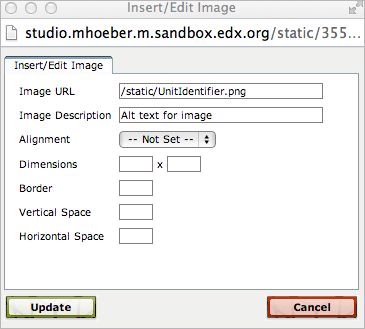 Insert/Edit Image
studio.mhoeber.m.sandbox.edx.org/static/355...
Insert/Edit Image
Image URL /static/UnitIdentifier.png
Image Description Alt text for image
Alignment -- Not Set --
Dimensions x
Border
Vertical Space
Horizontal Space
Update Cancel